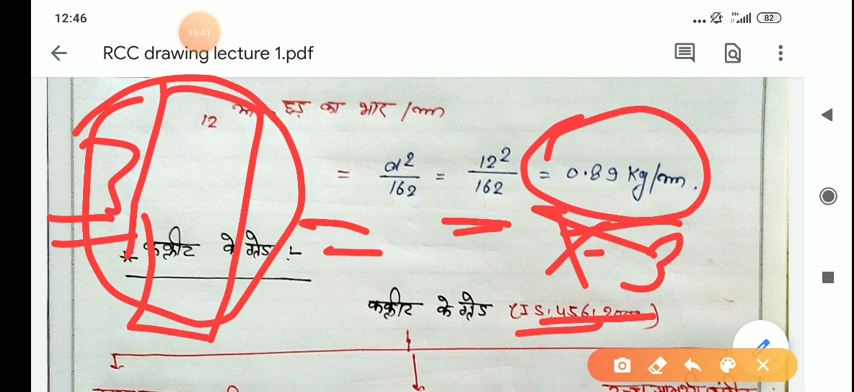 12:46
82
15:41
RCC drawing lecture 1.pdf
12 छड़ का भार /mm
= d²/162 = 12²/162 = 0.89 kg/mm.
* कंक्रीट के ग्रेड :-
कंक्रीट के ग्रेड (IS:456:2000)